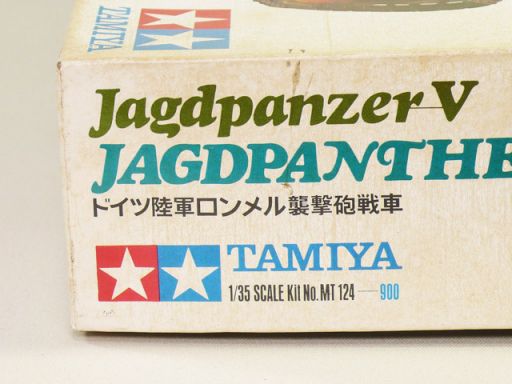 TAMIYA
Jagdpanzer V
JAGDPANTHE
ドイツ陸軍ロンメル襲撃砲戦車
TAMIYA
1/35 SCALE Kit No. MT 124 — 900